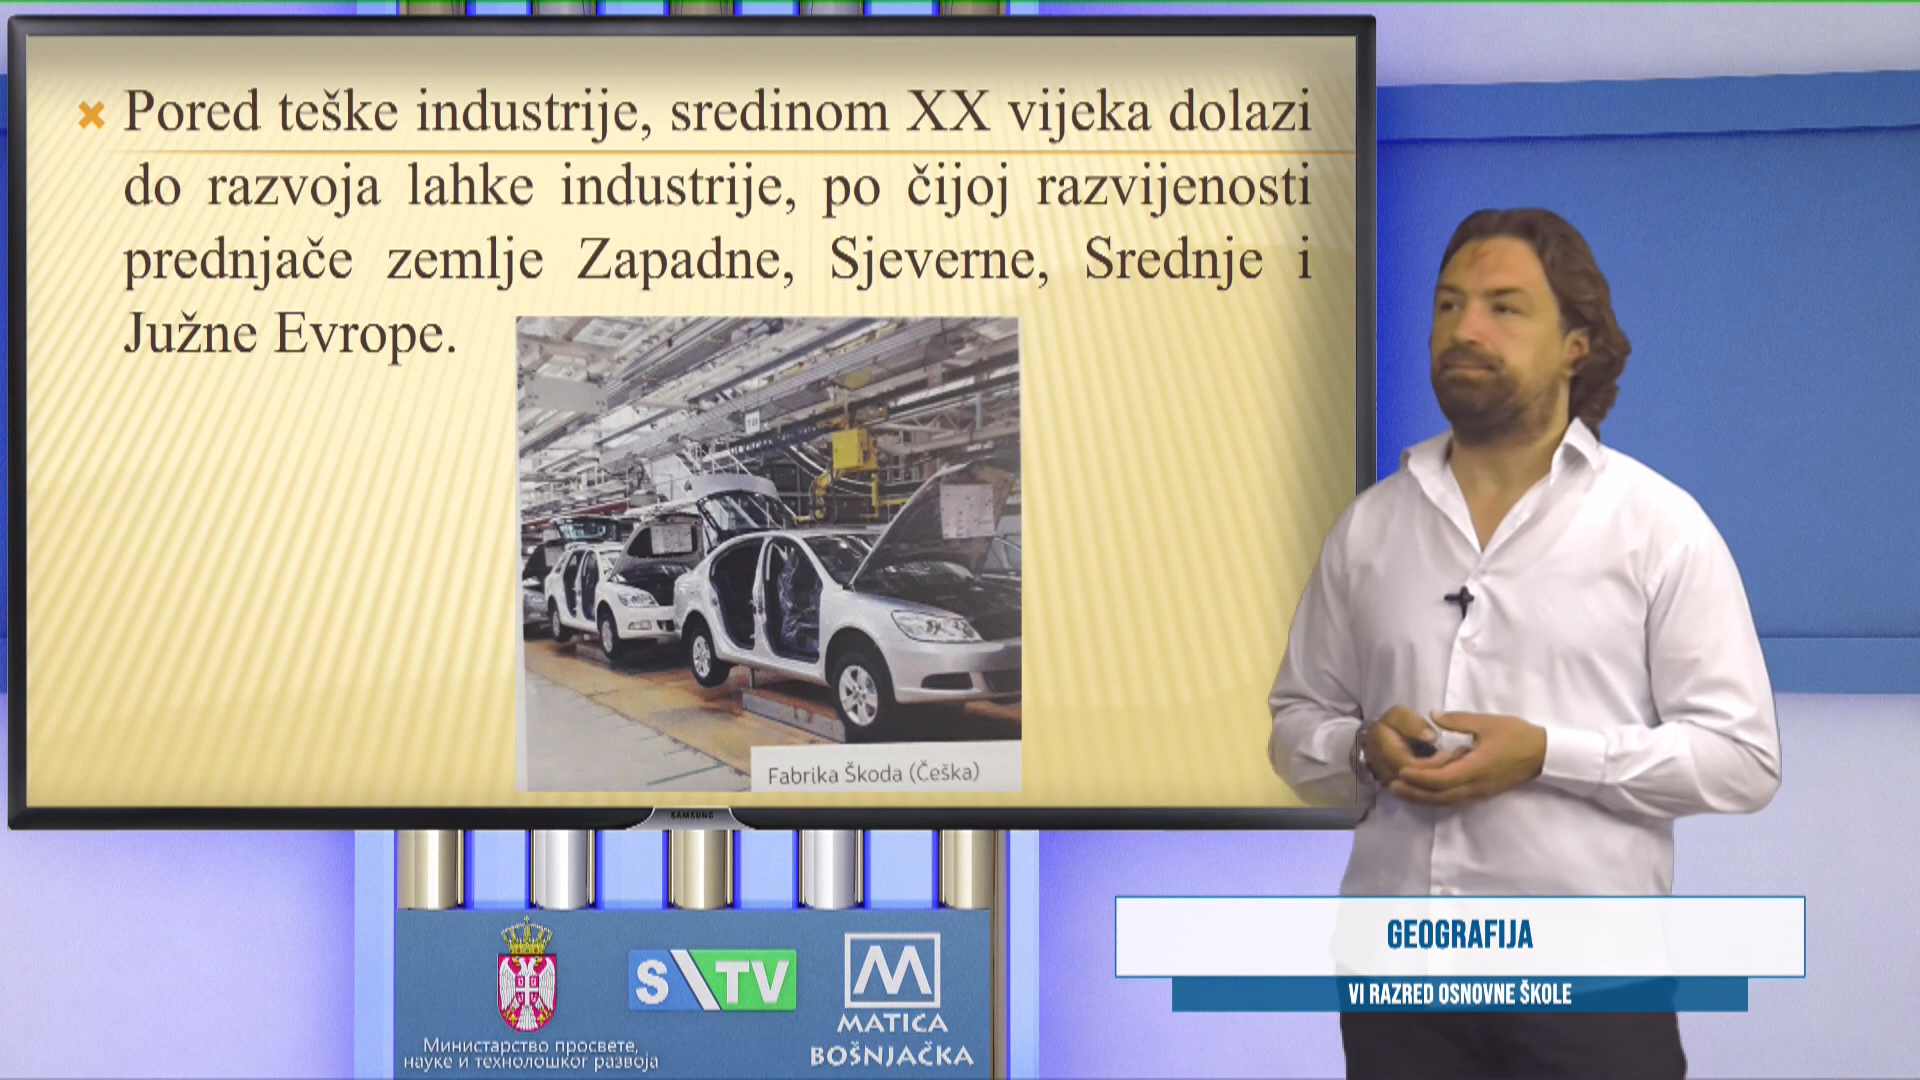 Pored teške industrije, sredinom XX vijeka dolazi
do razvoja lahke industrije, po čijoj razvijenosti
prednjače zemlje Zapadne, Sjeverne, Srednje i
Južne Evrope.
Fabrika Škoda (Češka)
SAMSUNG
GEOGRAFIJA
VI RAZRED OSNOVNE ŠKOLE
Министарство просвете,
науке и технолошког развоја
S TV
MATICA
BOŠNJAČKA